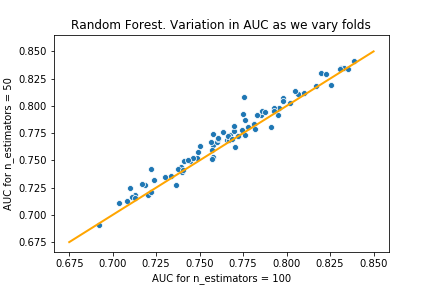 Random Forest. Variation in AUC as we vary folds
0.850
0.825
0.800
0.775
0.750
0.725
0.700
0.675
AUC for n_estimators = 50
0.675 0.700 0.725 0.750 0.775 0.800 0.825 0.850
AUC for n_estimators = 100